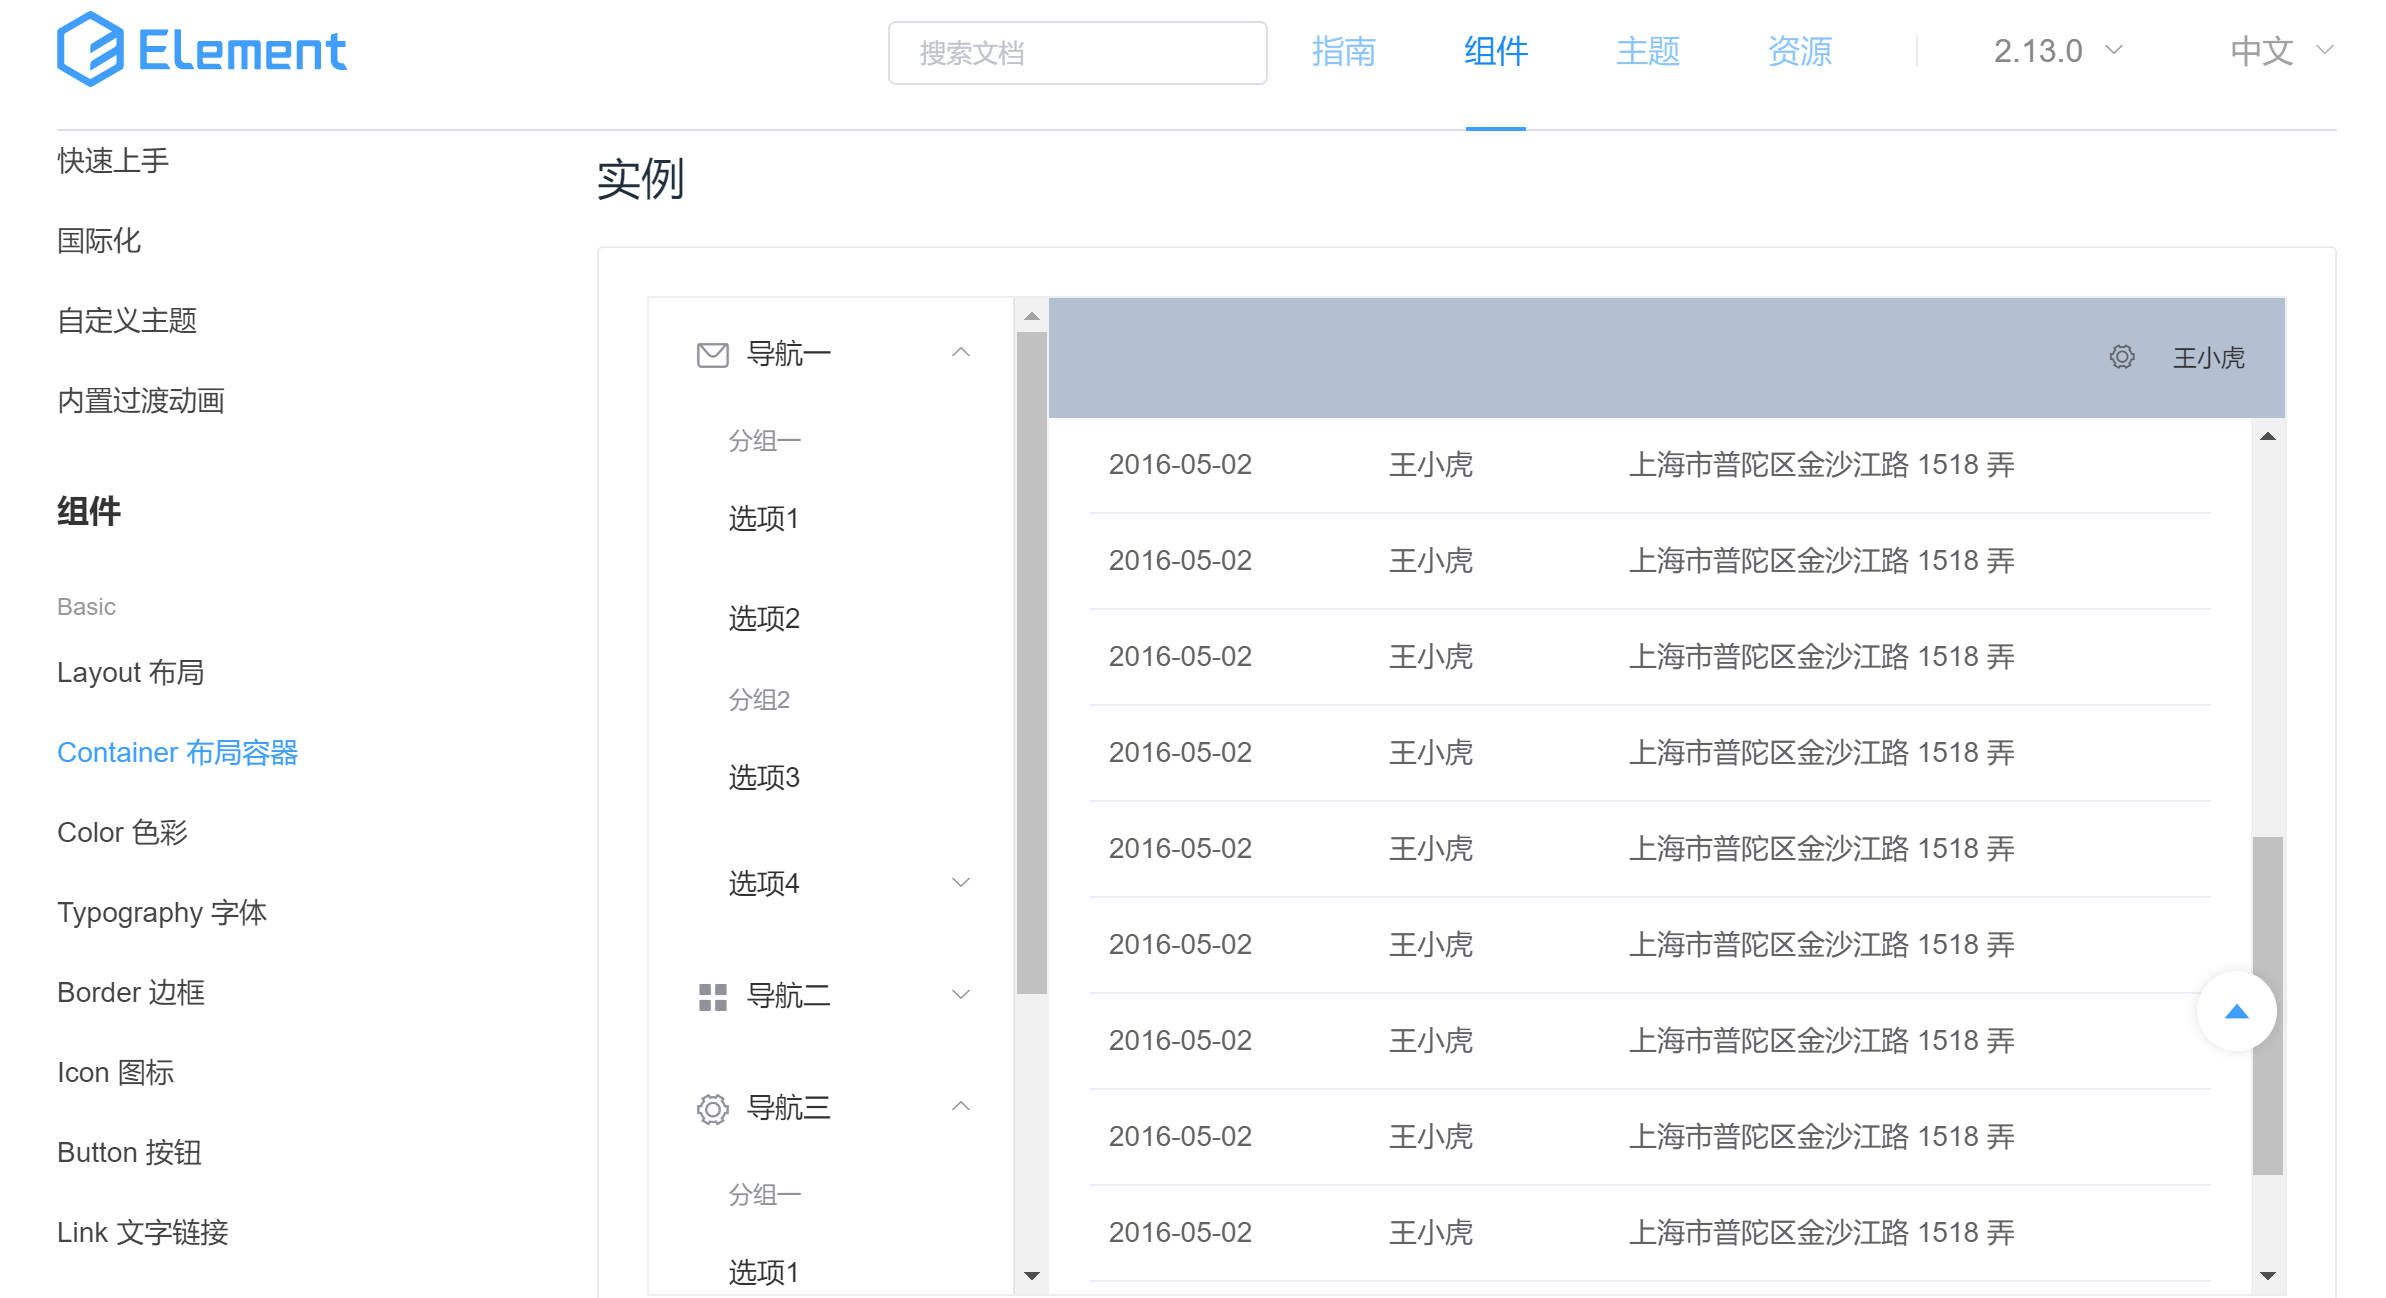 Element
搜索文档
指南
组件
主题
资源
2.13.0
中文
快速上手
国际化
自定义主题
内置过渡动画
组件
Basic
Layout 布局
Container 布局容器
Color 色彩
Typography 字体
Border 边框
Icon 图标
Button 按钮
Link 文字链接
实例
导航一
分组一
选项1
选项2
分组2
选项3
选项4
导航二
导航三
分组一
选项1
王小虎
2016-05-02 王小虎 上海市普陀区金沙江路 1518 弄
2016-05-02 王小虎 上海市普陀区金沙江路 1518 弄
2016-05-02 王小虎 上海市普陀区金沙江路 1518 弄
2016-05-02 王小虎 上海市普陀区金沙江路 1518 弄
2016-05-02 王小虎 上海市普陀区金沙江路 1518 弄
2016-05-02 王小虎 上海市普陀区金沙江路 1518 弄
2016-05-02 王小虎 上海市普陀区金沙江路 1518 弄
2016-05-02 王小虎 上海市普陀区金沙江路 1518 弄
2016-05-02 王小虎 上海市普陀区金沙江路 1518 弄